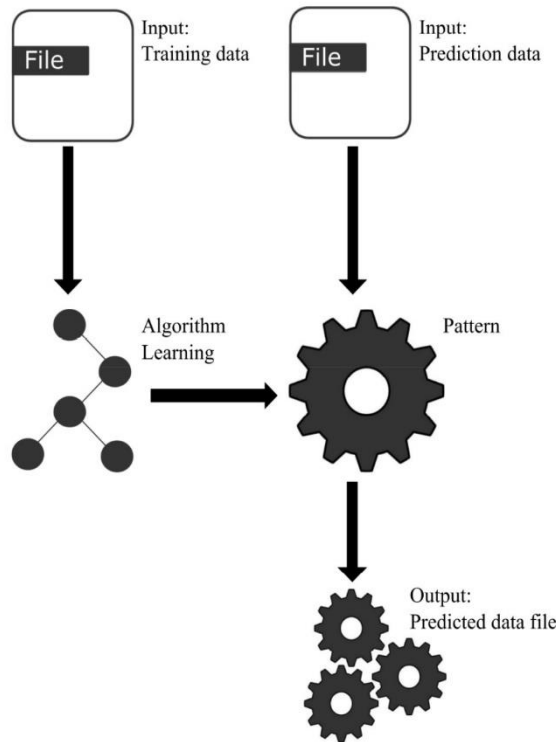 Input:
Training data
File
Input:
Prediction data
File
Algorithm
Learning
Pattern
Output:
Predicted data file